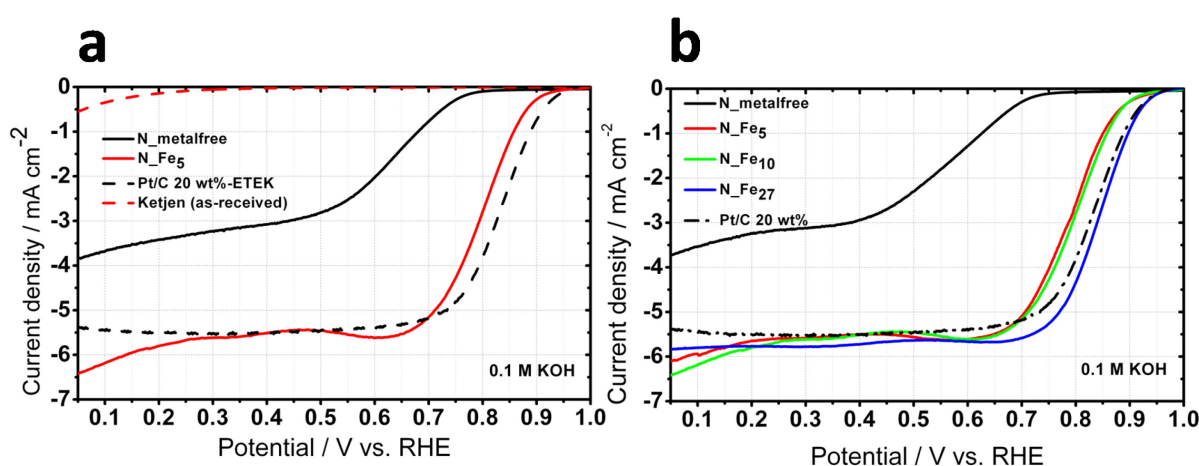 a
0
-1
-2
-3
-4
-5
-6
-7
Current density / mA cm⁻²
N_metalfree
N_Fe₅
Pt/C 20 wt%-ETEK
Ketjen (as-received)
0.1 M KOH
0.1 0.2 0.3 0.4 0.5 0.6 0.7 0.8 0.9 1.0
Potential / V vs. RHE
b
0
-1
-2
-3
-4
-5
-6
-7
Current density / mA cm⁻²
N_metalfree
N_Fe₅
N_Fe₁₀
N_Fe₂₇
Pt/C 20 wt%
0.1 M KOH
0.1 0.2 0.3 0.4 0.5 0.6 0.7 0.8 0.9 1.0
Potential / V vs. RHE